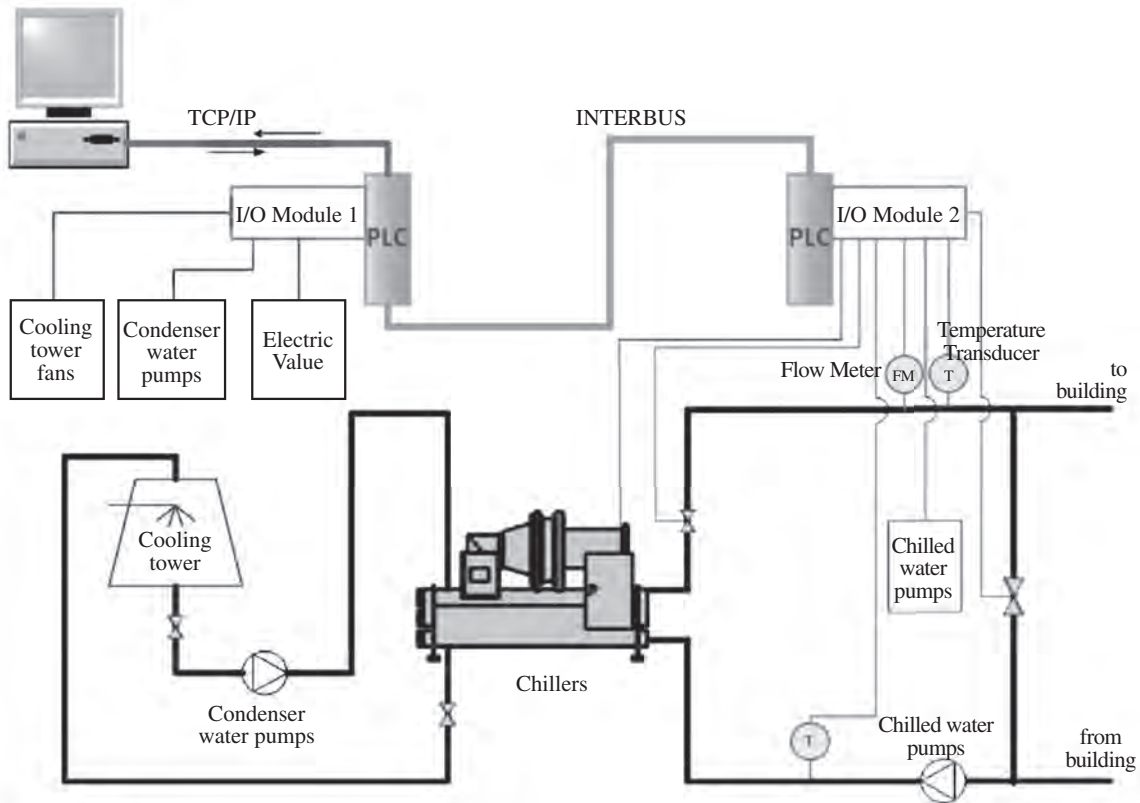 TCP/IP
INTERBUS
I/O Module 1
PLC
PLC
I/O Module 2
Cooling
tower
fans
Condenser
water
pumps
Electric
Value
Temperature
Transducer
Flow Meter
FM
T
to
building
Cooling
tower
Chilled
water
pumps
Chillers
Condenser
water pumps
T
Chilled water
pumps
from
building